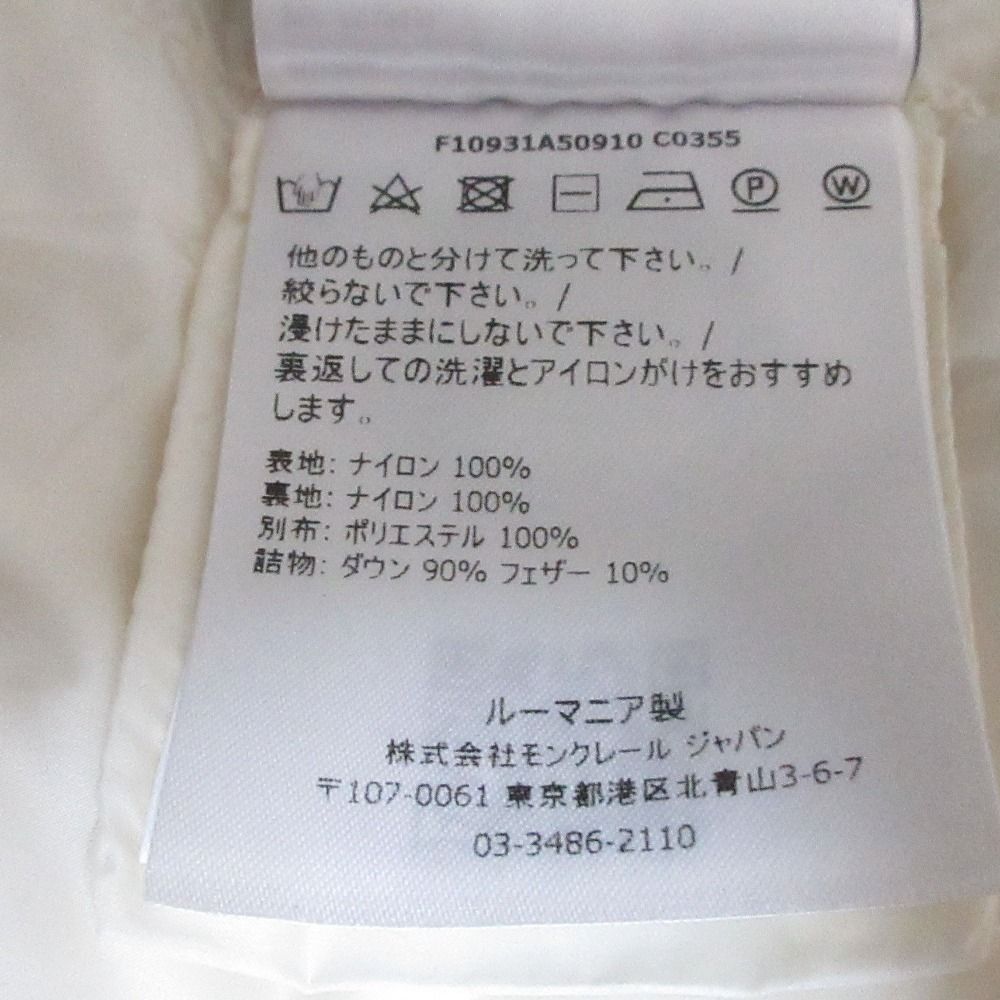 F10931A50910 C0355
P W
他のものと分けて洗って下さい。/
絞らないで下さい。/
浸けたままにしないで下さい。/
裏返しての洗濯とアイロンがけをおすすめ
します。
表地: ナイロン 100%
裏地: ナイロン 100%
別布: ポリエステル 100%
詰物: ダウン 90% フェザー 10%
ルーマニア製
株式会社モンクレール ジャパン
〒107-0061 東京都港区北青山3-6-7
03-3486-2110